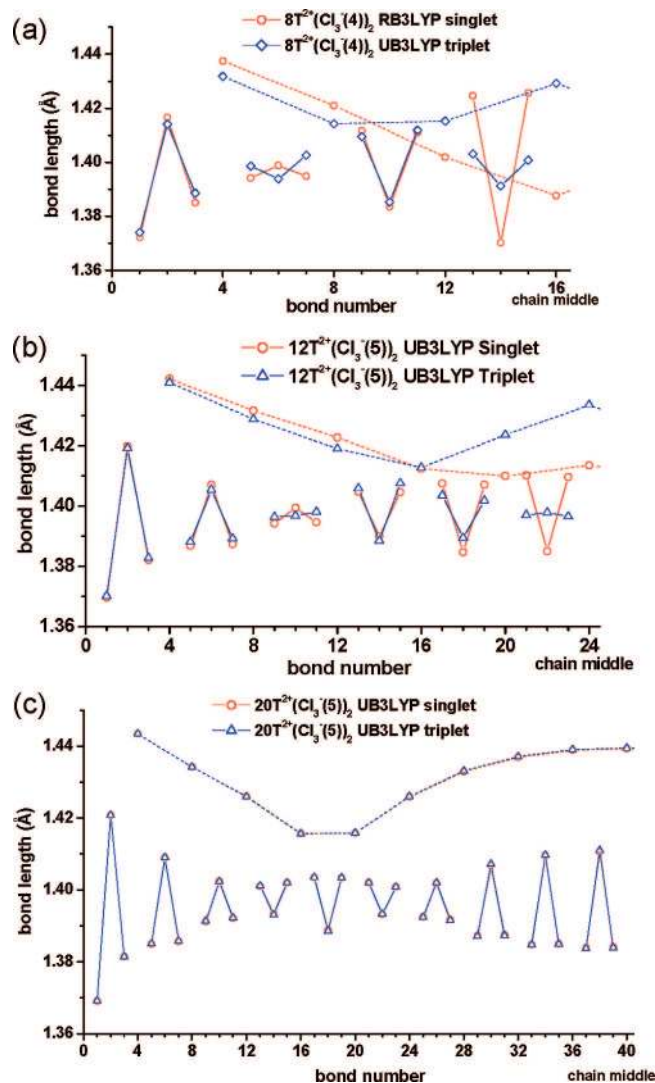 (a)
8T²⁺(Cl₃⁻(4))₂ RB3LYP singlet
8T²⁺(Cl₃⁻(4))₂ UB3LYP triplet
bond length (Å)
1.44
1.42
1.40
1.38
1.36
0 4 8 12 16
bond number
chain middle
(b)
12T²⁺(Cl₃⁻(5))₂ UB3LYP Singlet
12T²⁺(Cl₃⁻(5))₂ UB3LYP Triplet
bond length (Å)
1.44
1.42
1.40
1.38
1.36
0 4 8 12 16 20 24
bond number
chain middle
(c)
20T²⁺(Cl₃⁻(5))₂ UB3LYP singlet
20T²⁺(Cl₃⁻(5))₂ UB3LYP triplet
bond length (Å)
1.44
1.42
1.40
1.38
1.36
0 4 8 12 16 20 24 28 32 36 40
bond number
chain middle